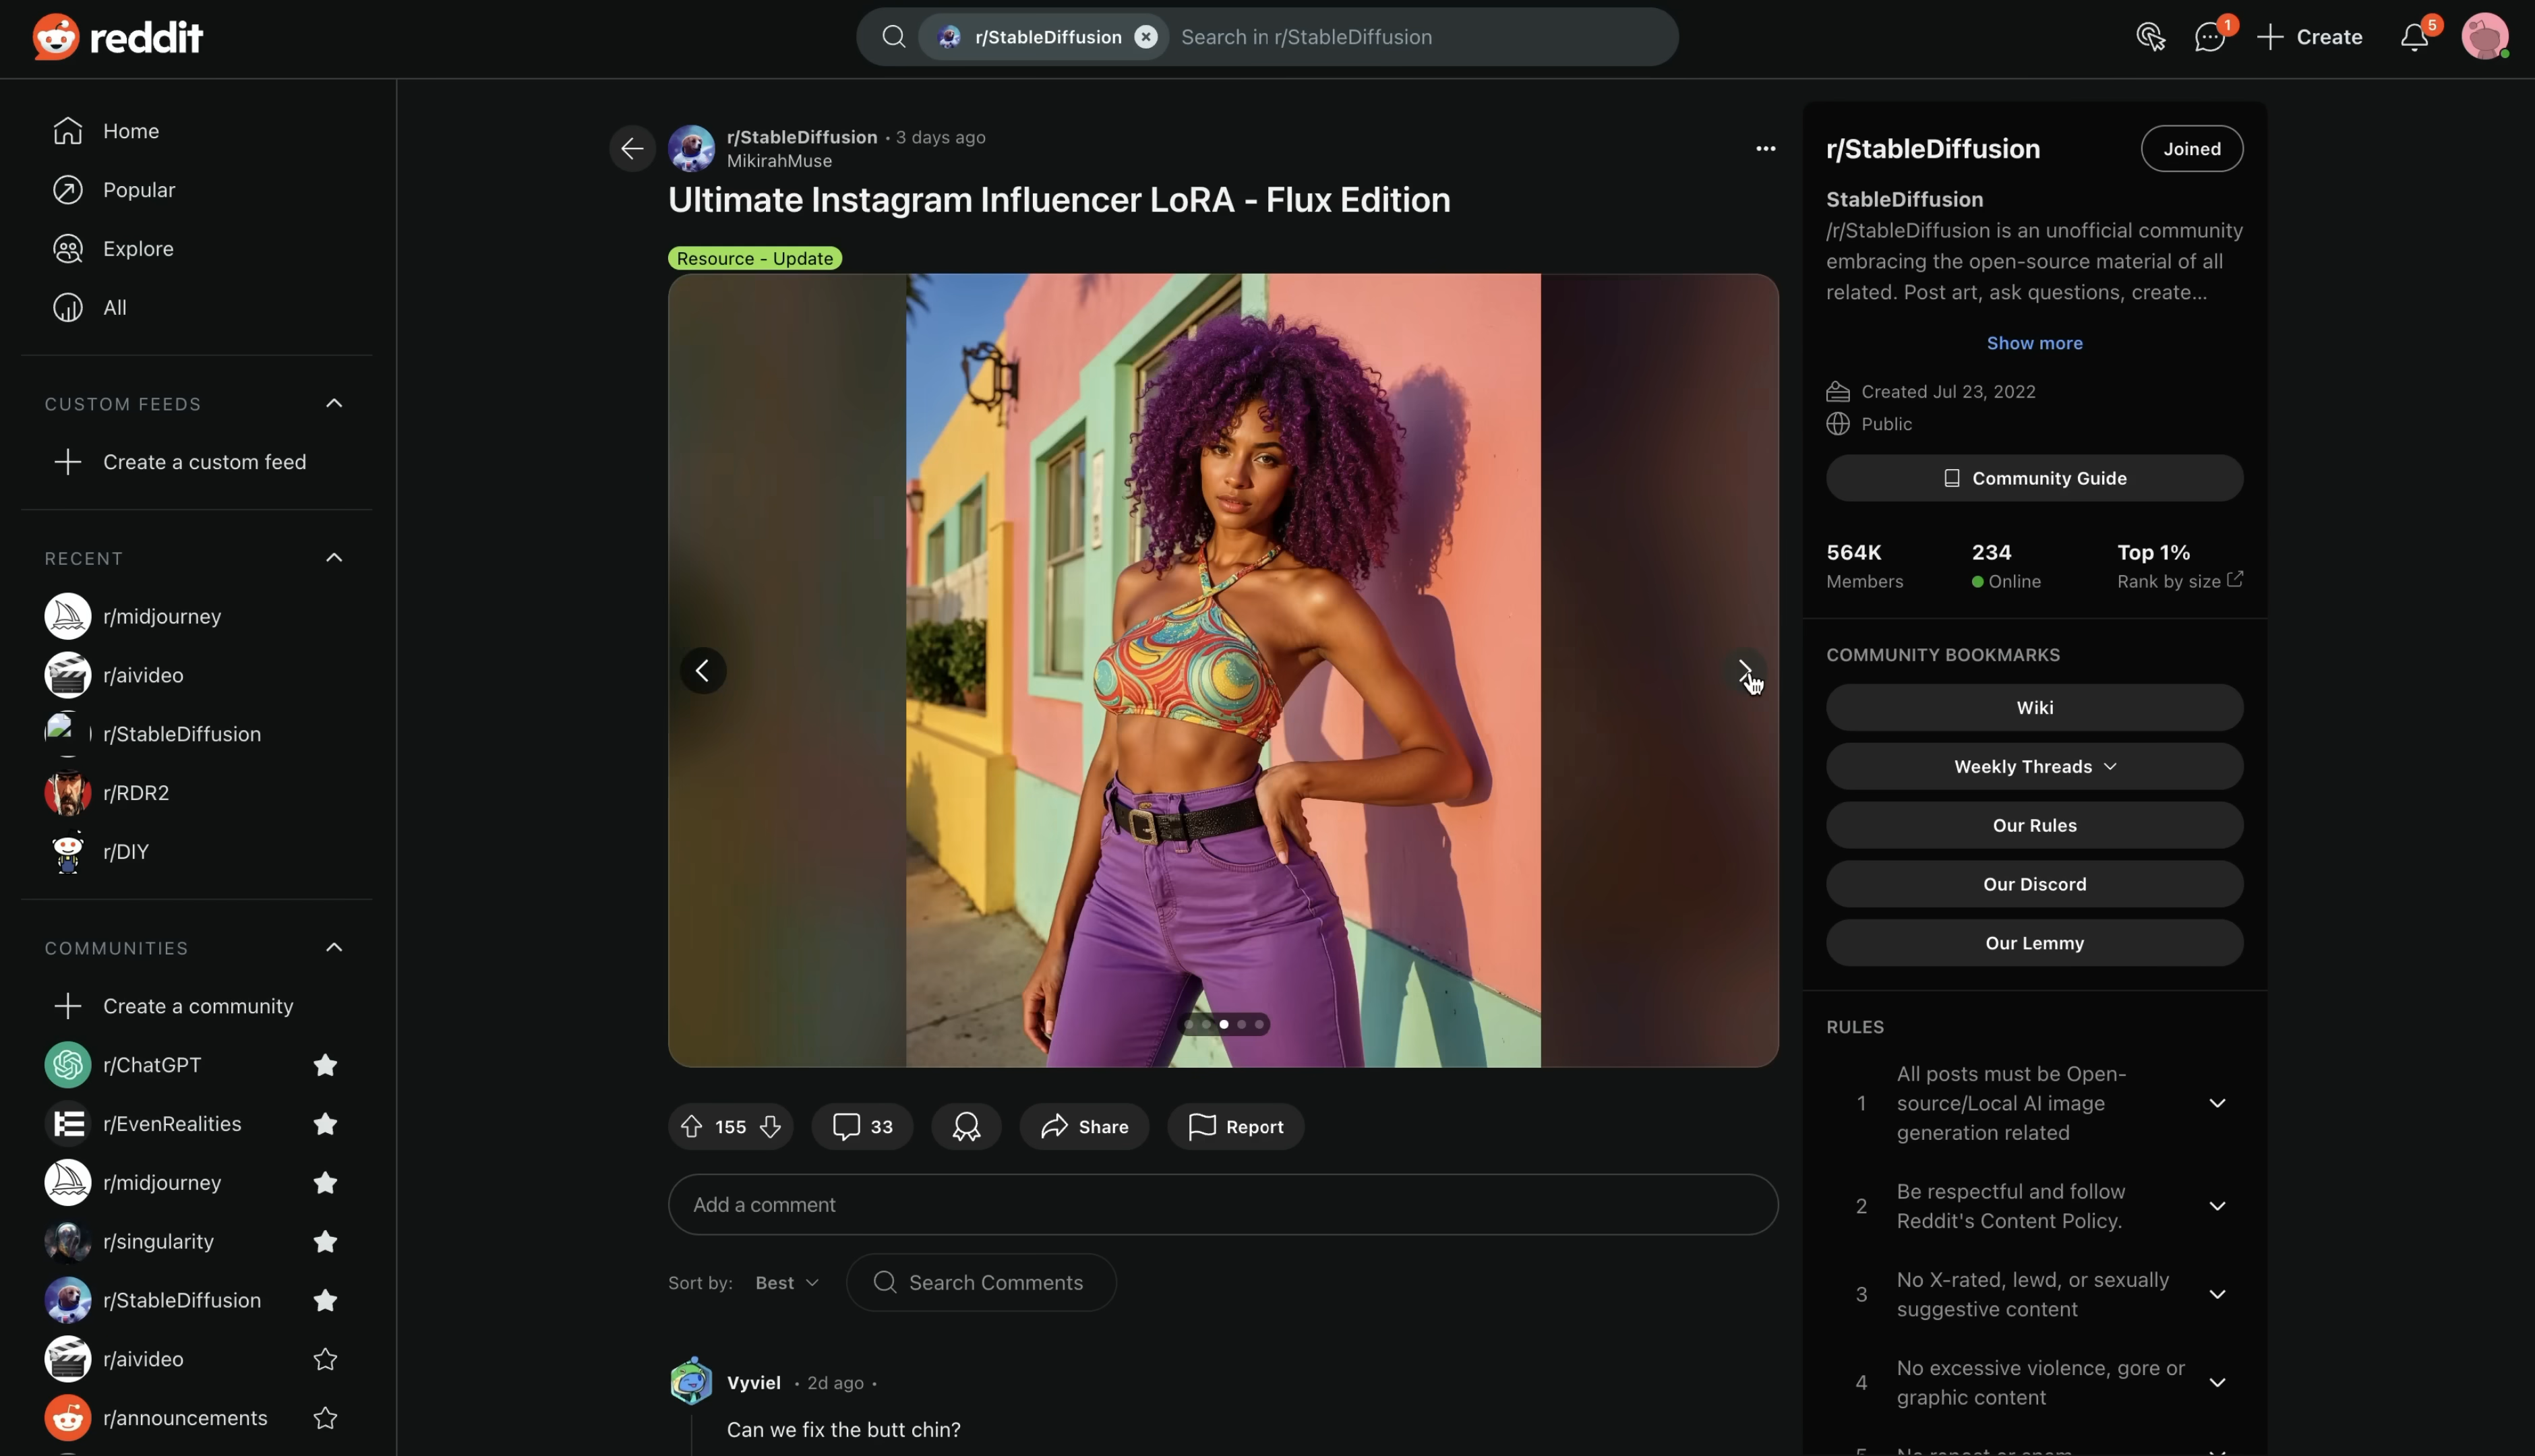 reddit
r/StableDiffusion
Search in r/StableDiffusion
1
Create
5
Home
Popular
Explore
All
CUSTOM FEEDS
Create a custom feed
RECENT
r/midjourney
r/aivideo
r/StableDiffusion
r/RDR2
r/DIY
COMMUNITIES
Create a community
r/ChatGPT
r/EvenRealities
r/midjourney
r/singularity
r/StableDiffusion
r/aivideo
r/announcements
r/StableDiffusion • 3 days ago
MikirahMuse
Ultimate Instagram Influencer LoRA - Flux Edition
Resource - Update
155
33
Share
Report
Add a comment
Sort by: Best
Search Comments
Vyviel • 2d ago •
Can we fix the butt chin?
r/StableDiffusion
Joined
StableDiffusion
/r/StableDiffusion is an unofficial community
embracing the open-source material of all
related. Post art, ask questions, create...
Show more
Created Jul 23, 2022
Public
Community Guide
564K 234 Top 1%
Members Online Rank by size
COMMUNITY BOOKMARKS
Wiki
Weekly Threads
Our Rules
Our Discord
Our Lemmy
RULES
1 All posts must be Open-
source/Local AI image
generation related
2 Be respectful and follow
Reddit's Content Policy.
3 No X-rated, lewd, or sexually
suggestive content
4 No excessive violence, gore or
graphic content